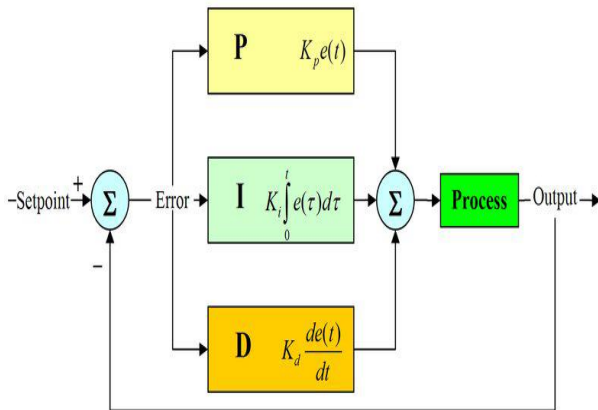 P K_p e(t)
+
–Setpoint
Σ
Error
I K_i ∫_0^t e(τ)dτ
Σ
Process
Output
–
D K_d de(t)/dt